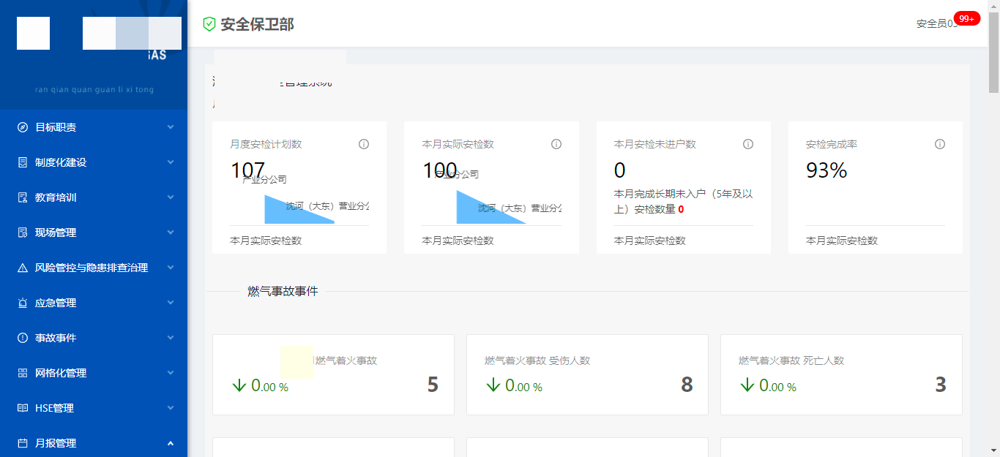 GAS
ran qian quan guan li xi tong
目标职责
制度化建设
教育培训
现场管理
风险管控与隐患排查治理
应急管理
事故事件
网格化管理
HSE管理
月报管理
安全保卫部
安全员03
99+
管理系统
月度安检计划数
107
产业分公司
沈河（大东）营业分公
本月实际安检数
本月实际安检数
100
产业分公司
沈河（大东）营业分公
本月实际安检数
本月安检未进户数
0
本月完成长期未入户（5年及以
上）安检数量 0
本月实际安检数
安检完成率
93%
本月实际安检数
燃气事故事件
燃气着火事故
0.00 %
5
燃气着火事故 受伤人数
0.00 %
8
燃气着火事故 死亡人数
0.00 %
3